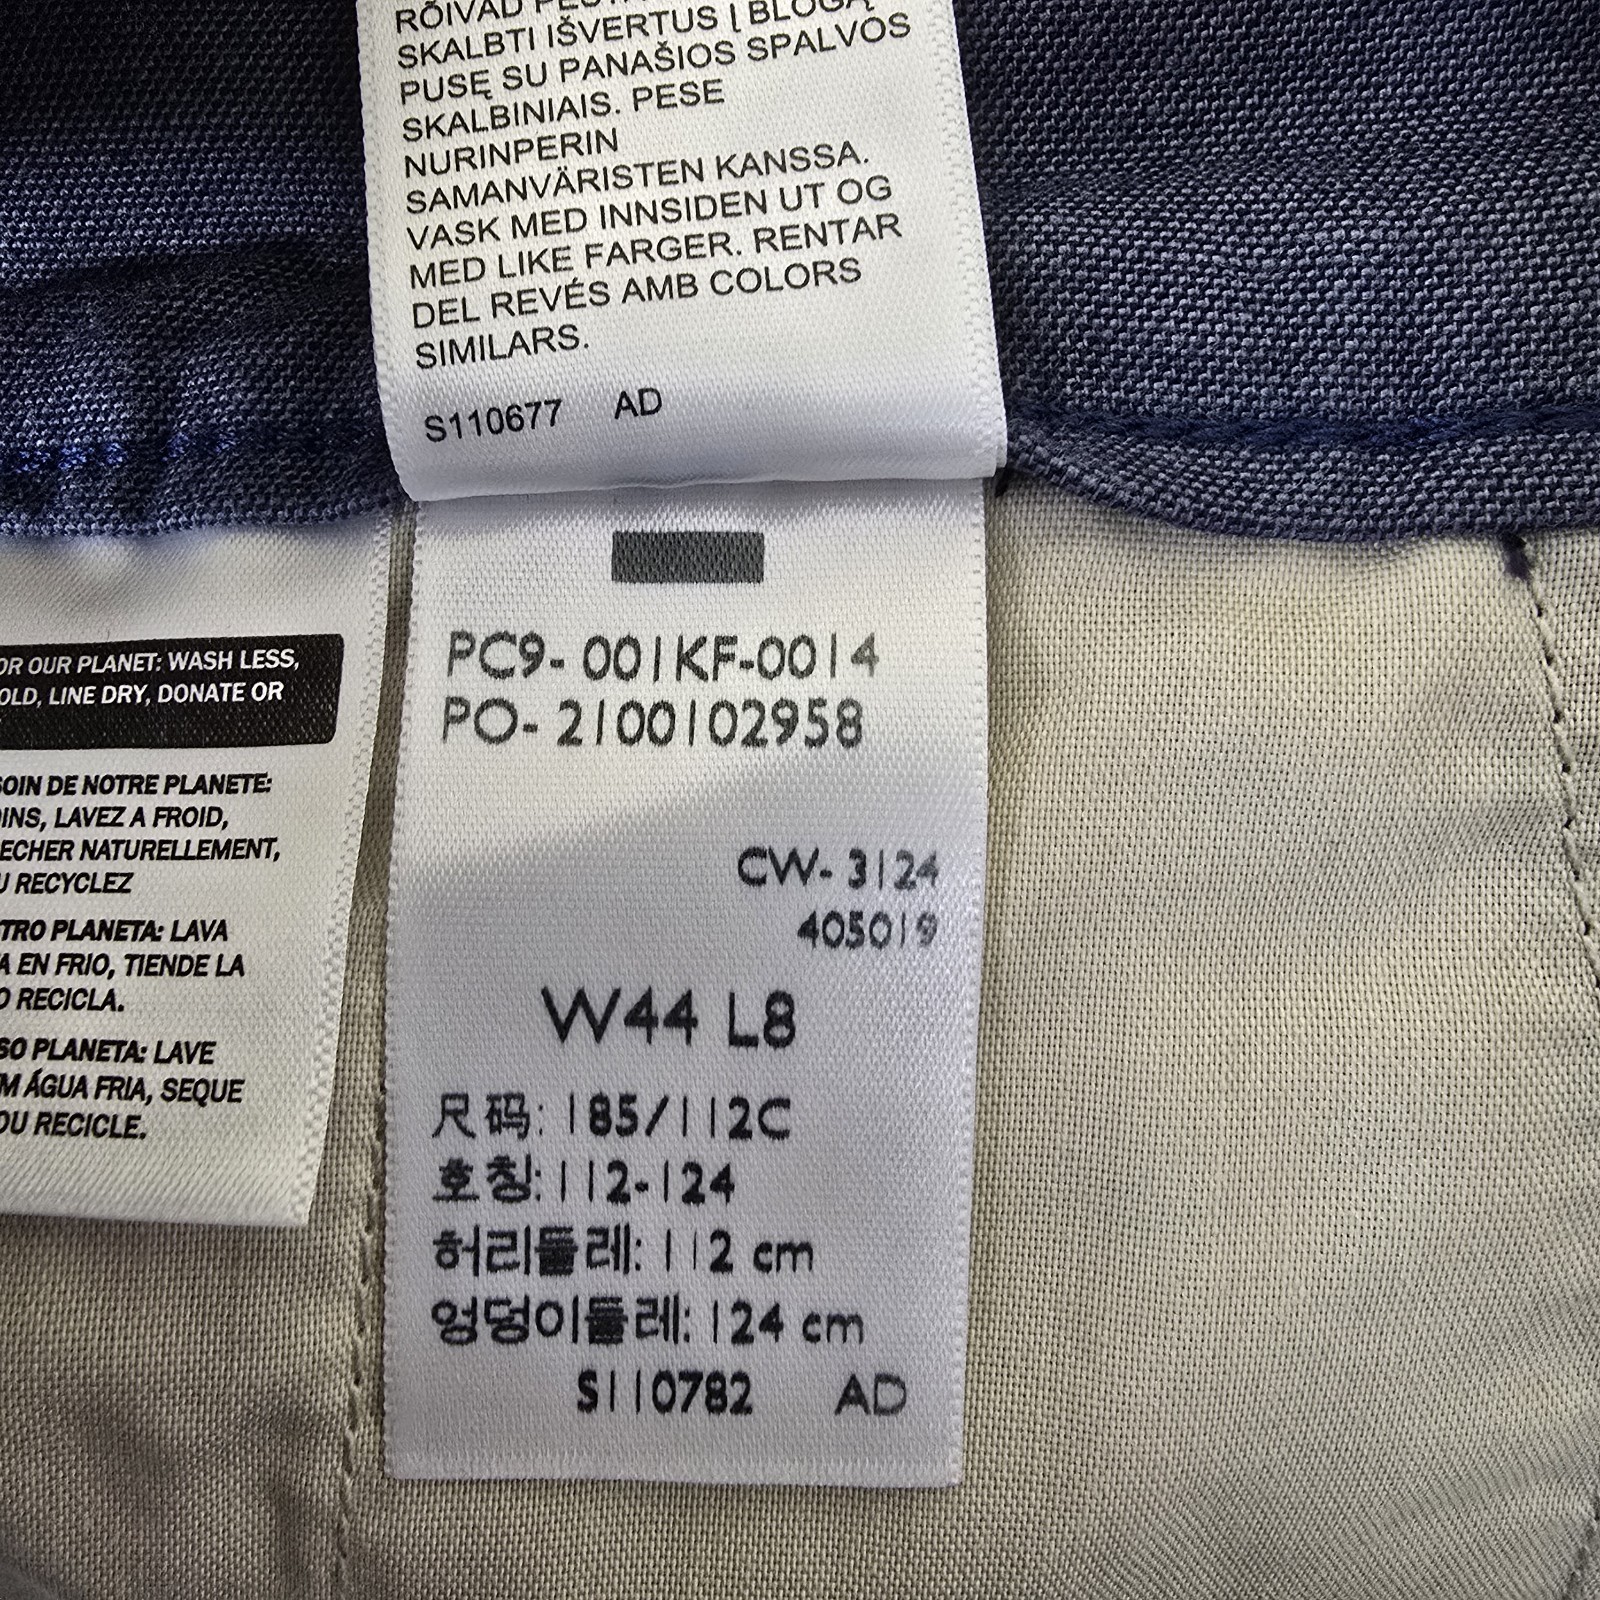 SKALBTI IŠVERTUS Į BLOGĄ
PUSĘ SU PANAŠIOS SPALVOS
SKALBINIAIS. PESE
NURINPERIN
SAMANVÄRISTEN KANSSA.
VASK MED INNSIDEN UT OG
MED LIKE FARGER. RENTAR
DEL REVÉS AMB COLORS
SIMILARS.
S110677 AD
OR OUR PLANET: WASH LESS,
OLD, LINE DRY, DONATE OR
SOIN DE NOTRE PLANETE:
INS, LAVEZ A FROID,
ECHER NATURELLEMENT,
U RECYCLEZ
TRO PLANETA: LAVA
A EN FRIO, TIENDE LA
O RECICLA.
SO PLANETA: LAVE
M ÁGUA FRIA, SEQUE
OU RECICLE.
PC9- 001KF-0014
PO- 2100102958
CW- 3124
405019
W44 L8
尺码: 185/112C
호칭: 112-124
허리둘레: 112 cm
엉덩이둘레: 124 cm
S110782 AD